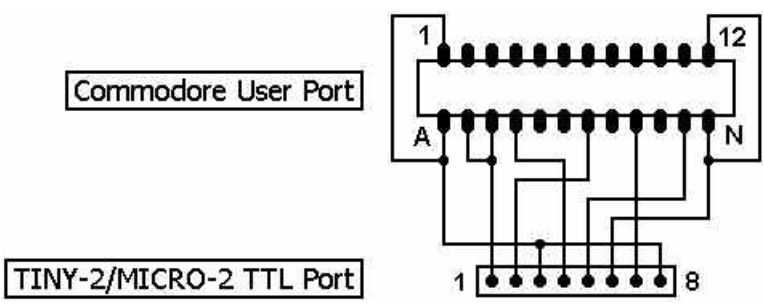 1 12
Commodore User Port
A N
TINY-2/MICRO-2 TTL Port
1 8